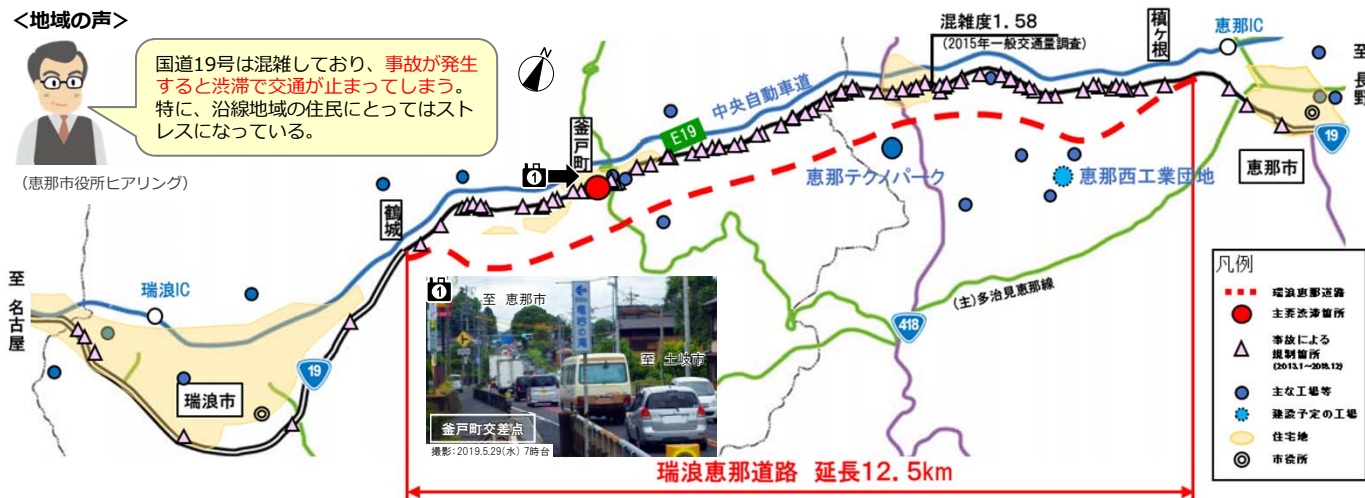 <地域の声>
国道19号は混雑しており、事故が発生
すると渋滞で交通が止まってしまう。
特に、沿線地域の住民にとってはスト
レスになっている。
(恵那市役所ヒアリング)
混雑度1.58
(2015年一般交通量調査)
槙ヶ根
恵那IC
至 長野
中央自動車道
E19
釜戸町
1
19
恵那市
恵那テクノパーク
恵那西工業団地
鶴城
至 名古屋
瑞浪IC
19
瑞浪市
(主)多治見恵那線
418
1
至 恵那市
竜吟の滝
至 土岐市
釜戸町交差点
撮影:2019.5.29(水) 7時台
瑞浪恵那道路 延長12.5km
凡例
瑞浪恵那道路
主要渋滞箇所
事故による
規制箇所
(2013.1~2018.12)
主な工場等
建設予定の工場
住宅地
市役所